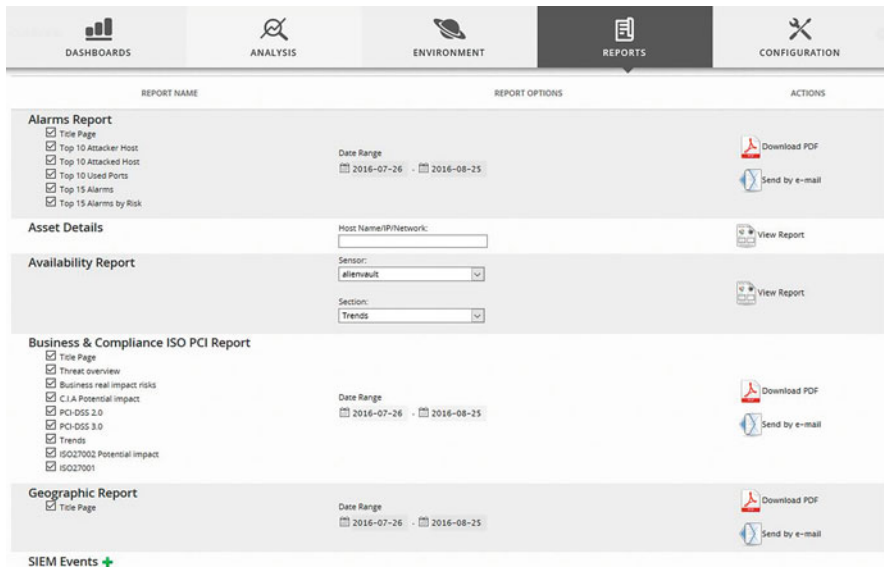 DASHBOARDS
ANALYSIS
ENVIRONMENT
REPORTS
CONFIGURATION
REPORT NAME
REPORT OPTIONS
ACTIONS
Alarms Report
Title Page
Top 10 Attacker Host
Top 10 Attacked Host
Top 10 Used Ports
Top 15 Alarms
Top 15 Alarms by Risk
Date Range
2016-07-26 - 2016-08-25
Download PDF
Send by e-mail
Asset Details
Host Name/IP/Network:
View Report
Availability Report
Sensor:
alienvault
Section:
Trends
View Report
Business & Compliance ISO PCI Report
Title Page
Threat overview
Business real impact risks
C.I.A Potential impact
PCI-DSS 2.0
PCI-DSS 3.0
Trends
ISO27002 Potential impact
ISO27001
Date Range
2016-07-26 - 2016-08-25
Download PDF
Send by e-mail
Geographic Report
Title Page
Date Range
2016-07-26 - 2016-08-25
Download PDF
Send by e-mail
SIEM Events